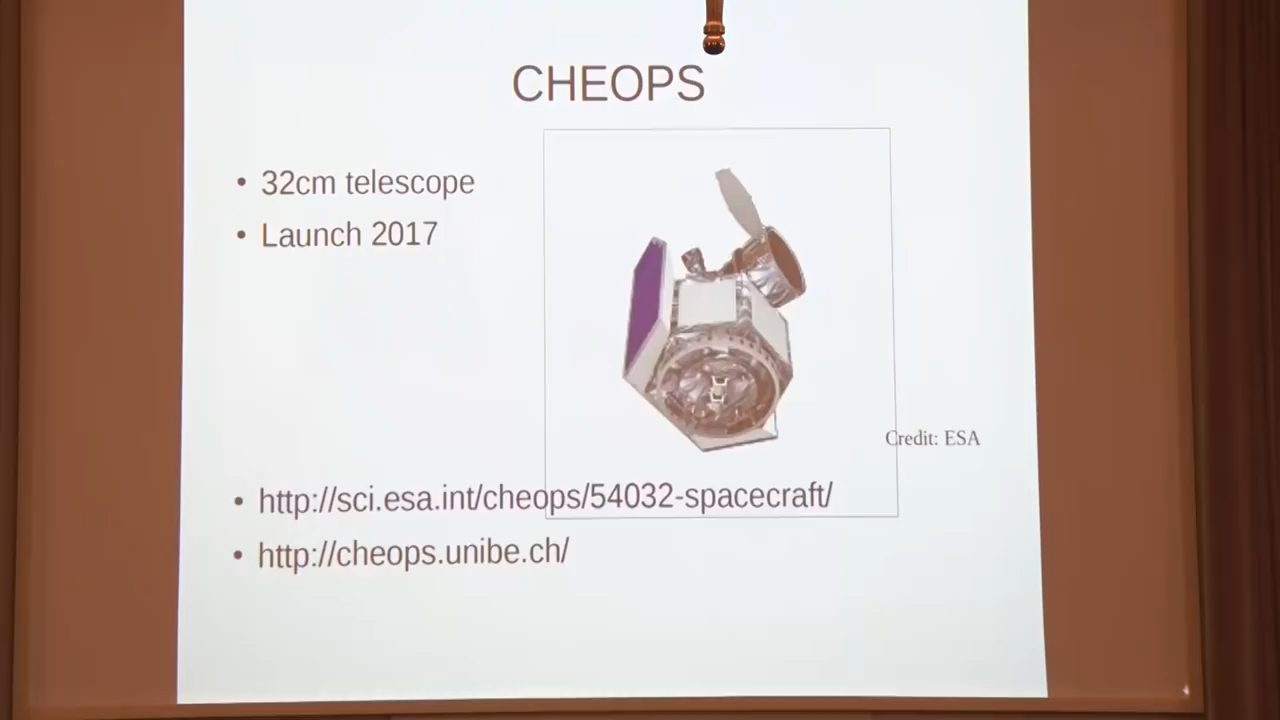 CHEOPS
• 32cm telescope
• Launch 2017
Credit: ESA
• http://sci.esa.int/cheops/54032-spacecraft/
• http://cheops.unibe.ch/